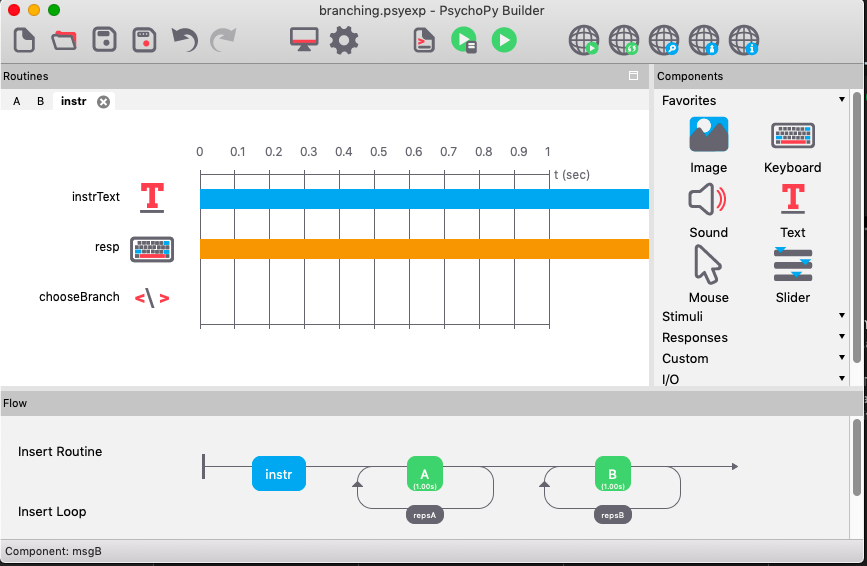 branching.psyexp - PsychoPy Builder
Routines
Components
A B instr
Favorites
0 0.1 0.2 0.3 0.4 0.5 0.6 0.7 0.8 0.9 1
t (sec)
instrText
resp
chooseBranch
Image Keyboard
Sound Text
Mouse Slider
Stimuli
Responses
Custom
I/O
Flow
Insert Routine
Insert Loop
instr
A
(1.00s)
repsA
B
(1.00s)
repsB
Component: msgB